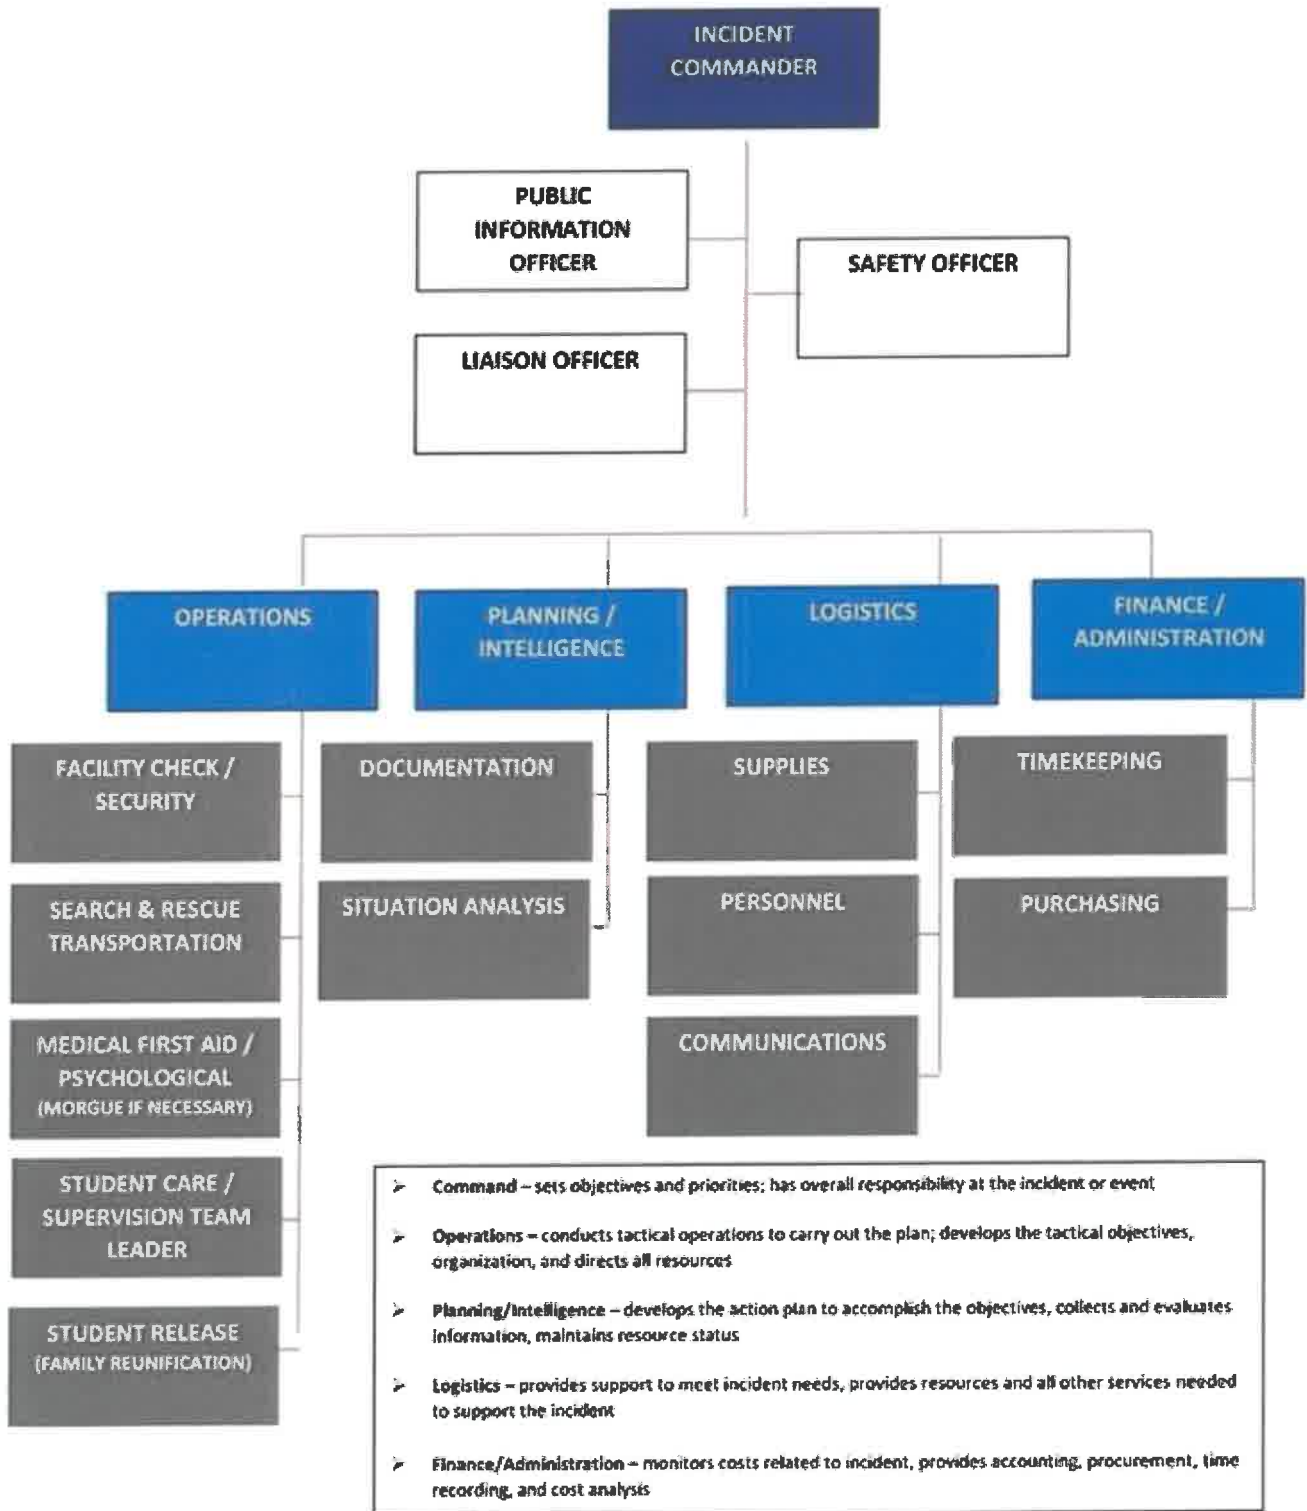 INCIDENT
COMMANDER
PUBLIC
INFORMATION
OFFICER
SAFETY OFFICER
LIAISON OFFICER
OPERATIONS
PLANNING /
INTELLIGENCE
LOGISTICS
FINANCE /
ADMINISTRATION
FACILITY CHECK /
SECURITY
SEARCH & RESCUE
TRANSPORTATION
MEDICAL FIRST AID /
PSYCHOLOGICAL
(MORGUE IF NECESSARY)
STUDENT CARE /
SUPERVISION TEAM
LEADER
STUDENT RELEASE
(FAMILY REUNIFICATION)
DOCUMENTATION
SITUATION ANALYSIS
SUPPLIES
PERSONNEL
COMMUNICATIONS
TIMEKEEPING
PURCHASING
➢ Command – sets objectives and priorities; has overall responsibility at the incident or event
➢ Operations – conducts tactical operations to carry out the plan; develops the tactical objectives,
organization, and directs all resources
➢ Planning/Intelligence – develops the action plan to accomplish the objectives, collects and evaluates
information, maintains resource status
➢ Logistics – provides support to meet incident needs, provides resources and all other services needed
to support the incident
➢ Finance/Administration – monitors costs related to incident, provides accounting, procurement, time
recording, and cost analysis